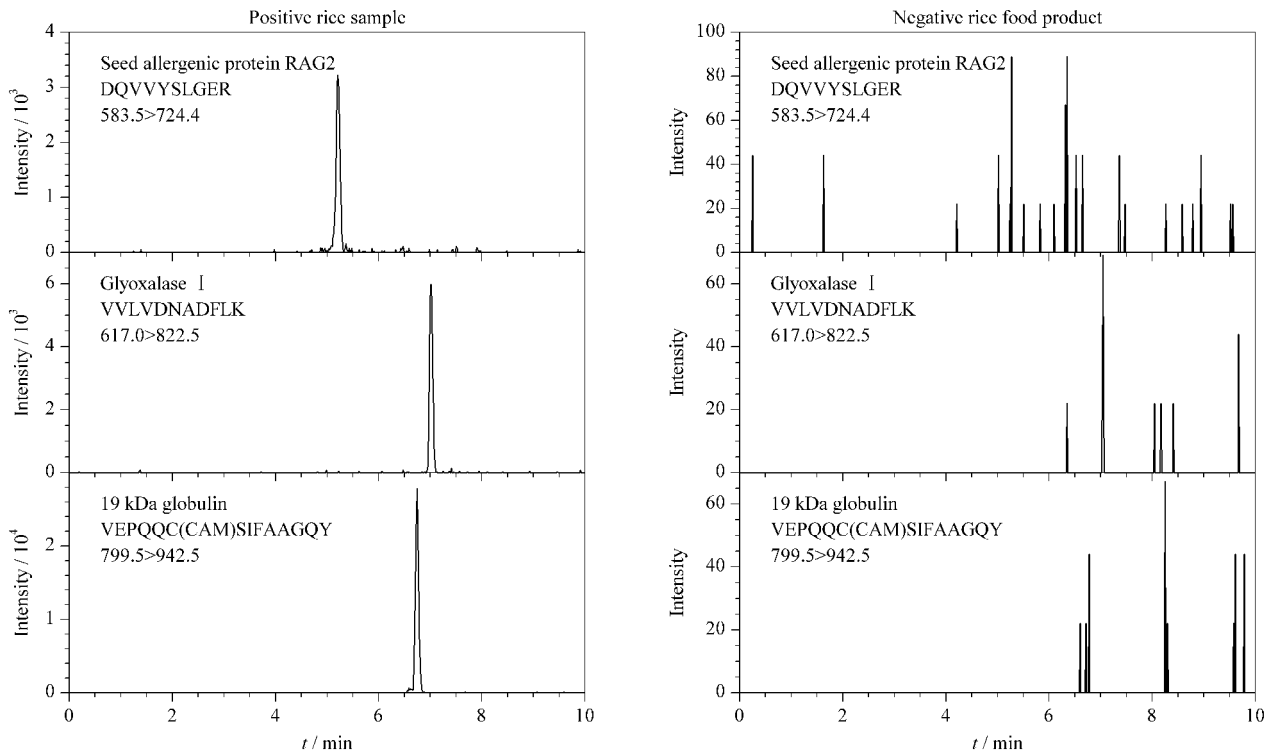 Positive rice sample
4
3
2
1
0
Intensity / 10³
Seed allergenic protein RAG2
DQVVYSLGER
583.5>724.4
6
4
2
0
Intensity / 10³
Glyoxalase Ⅰ
VVLVDNADFLK
617.0>822.5
2
1
0
Intensity / 10⁴
19 kDa globulin
VEPQQC(CAM)SIFAAGQY
799.5>942.5
0 2 4 6 8 10
t / min
Negative rice food product
100
80
60
40
20
0
Intensity
Seed allergenic protein RAG2
DQVVYSLGER
583.5>724.4
60
40
20
0
Intensity
Glyoxalase Ⅰ
VVLVDNADFLK
617.0>822.5
60
40
20
0
Intensity
19 kDa globulin
VEPQQC(CAM)SIFAAGQY
799.5>942.5
0 2 4 6 8 10
t / min